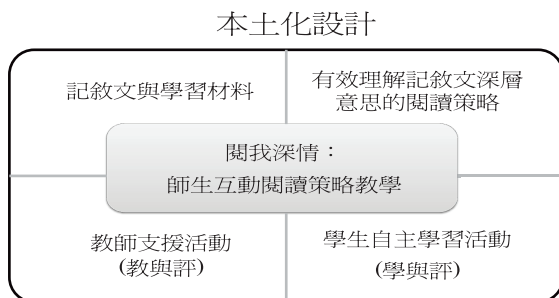 本土化設計
記敘文與學習材料
有效理解記敘文深層
意思的閱讀策略
閱我深情：
師生互動閱讀策略教學
教師支援活動
(教與評)
學生自主學習活動
(學與評)